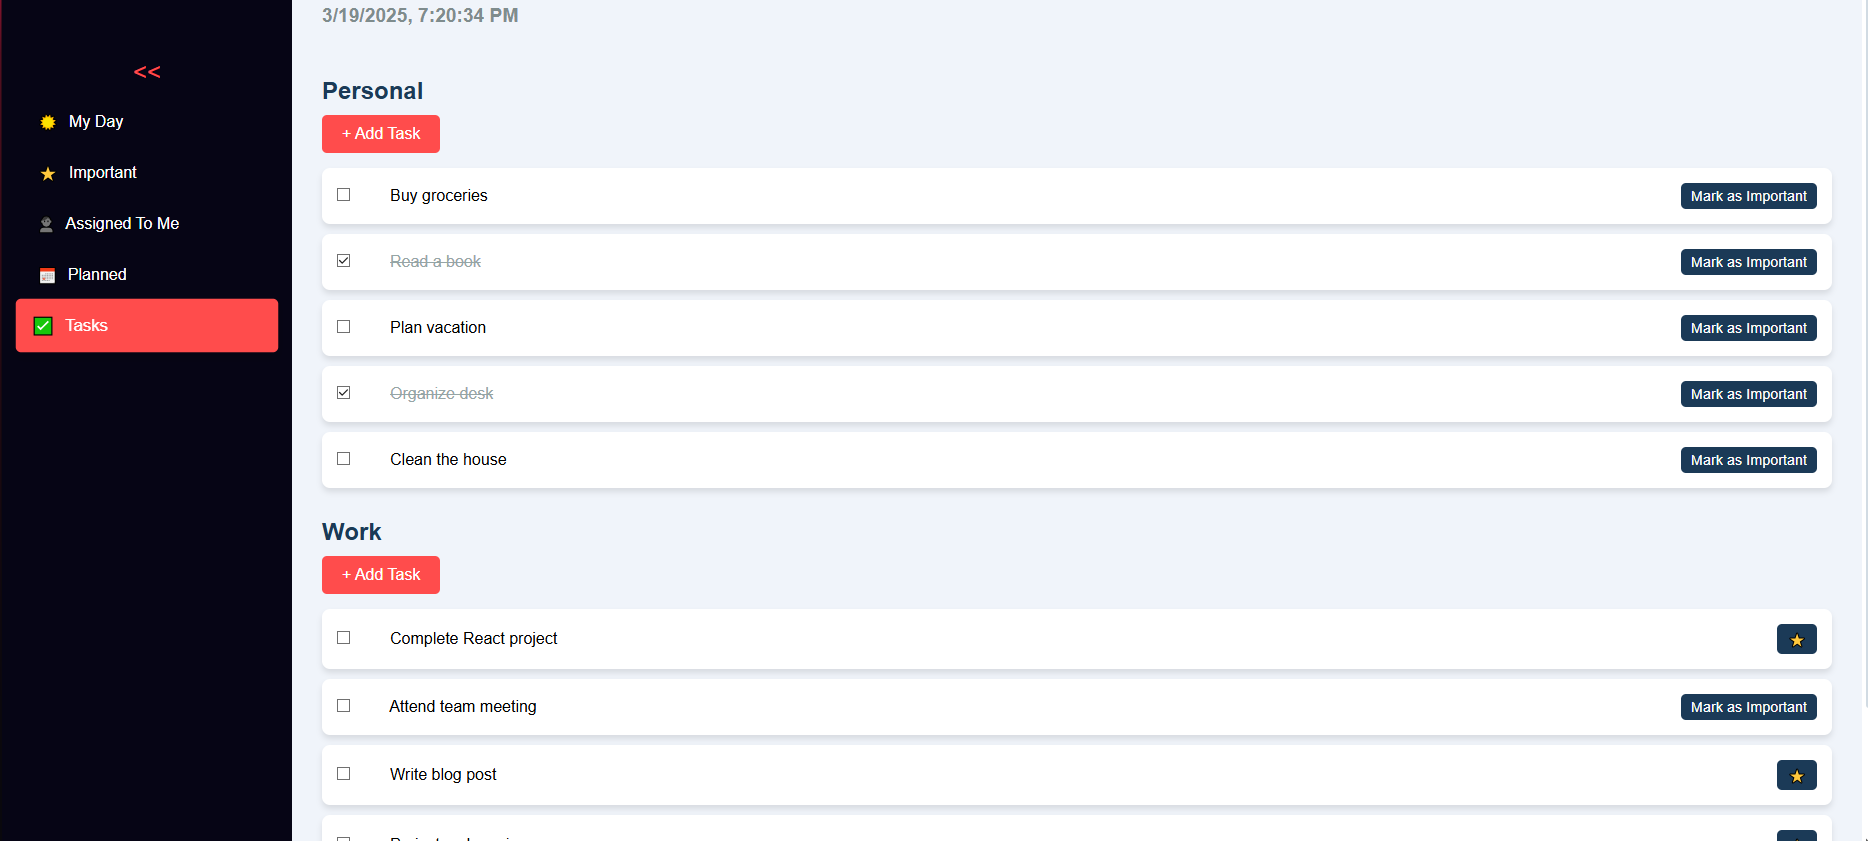 3/19/2025, 7:20:34 PM
<<
My Day
Important
Assigned To Me
Planned
Tasks
Personal
+ Add Task
Buy groceries
Mark as Important
Read a book
Mark as Important
Plan vacation
Mark as Important
Organize desk
Mark as Important
Clean the house
Mark as Important
Work
+ Add Task
Complete React project
Attend team meeting
Mark as Important
Write blog post